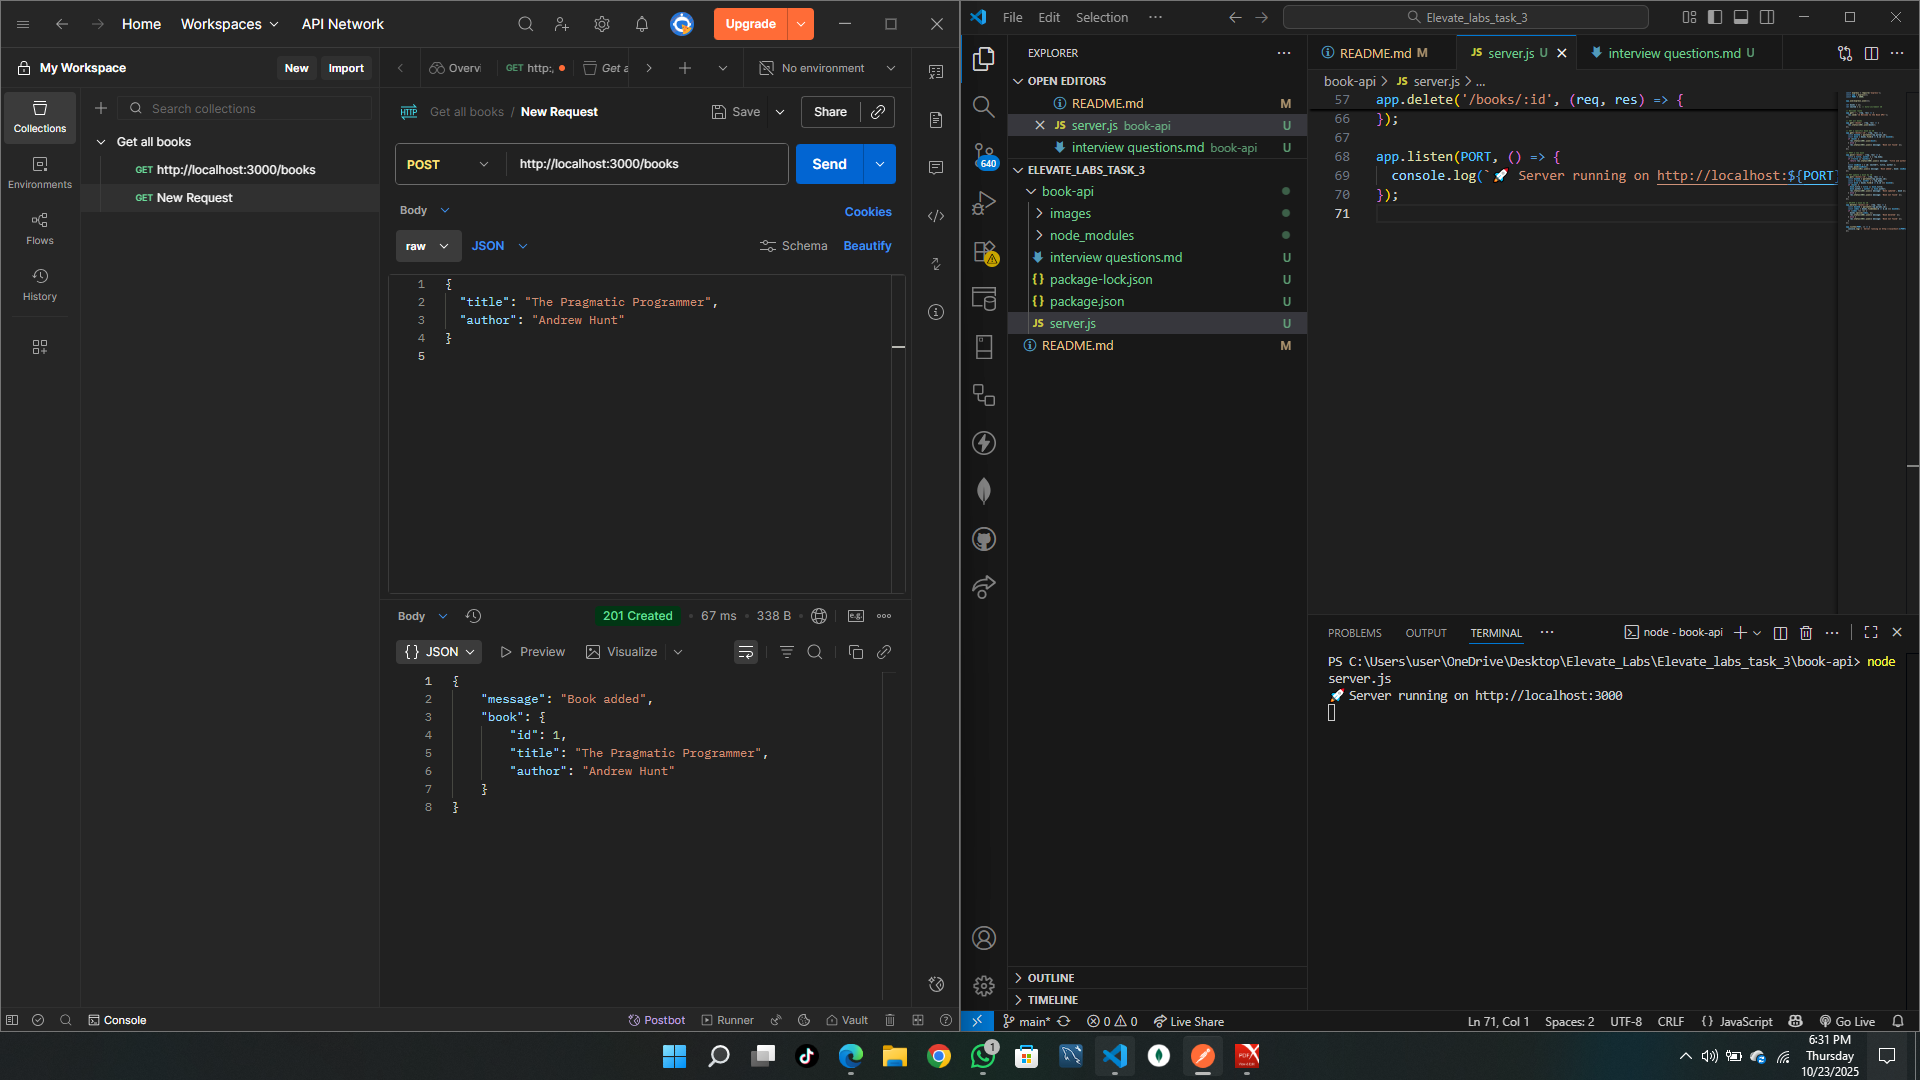 Home
Workspaces
API Network
Upgrade
My Workspace
New
Import
Overvi
GET http:,
Get a
No environment
Search collections
Collections
Environments
Flows
History
Get all books
GET http://localhost:3000/books
GET New Request
HTTP Get all books / New Request
Save
Share
POST
http://localhost:3000/books
Send
Body
Cookies
raw
JSON
Schema
Beautify
1 {
2 "title": "The Pragmatic Programmer",
3 "author": "Andrew Hunt"
4 }
5
Body
201 Created
67 ms
338 B
e.g.
{} JSON
Preview
Visualize
1 {
2 "message": "Book added",
3 "book": {
4 "id": 1,
5 "title": "The Pragmatic Programmer",
6 "author": "Andrew Hunt"
7 }
8 }
Console
Postbot
Runner
Vault
File
Edit
Selection
Elevate_labs_task_3
EXPLORER
OPEN EDITORS
README.md M
JS server.js book-api U
interview questions.md book-api U
ELEVATE_LABS_TASK_3
book-api
images
node_modules
interview questions.md U
{} package-lock.json U
{} package.json U
JS server.js U
README.md M
640
OUTLINE
TIMELINE
README.md M
JS server.js U
interview questions.md U
book-api > JS server.js > ...
57 app.delete('/books/:id', (req, res) => {
66 });
67
68 app.listen(PORT, () => {
69 console.log(`🚀 Server running on http://localhost:${PORT}
70 });
71
PROBLEMS
OUTPUT
TERMINAL
node - book-api
PS C:\Users\user\OneDrive\Desktop\Elevate_Labs\Elevate_labs_task_3\book-api> node
server.js
🚀 Server running on http://localhost:3000
main*
0
0
Live Share
Ln 71, Col 1
Spaces: 2
UTF-8
CRLF
{} JavaScript
Go Live
1
6:31 PM
Thursday
10/23/2025